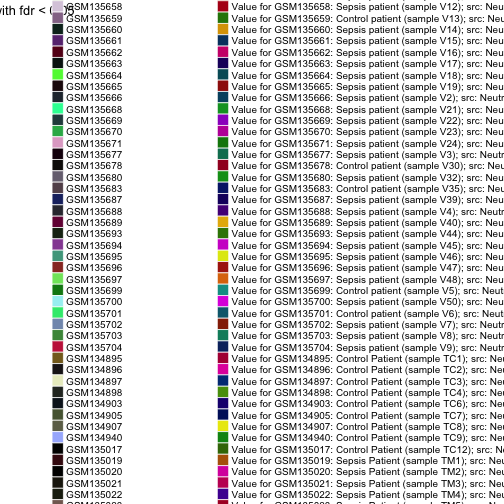 with fdr < 0.05
GSM135658 Value for GSM135658: Sepsis patient (sample V12); src: Neu
GSM135659 Value for GSM135659: Control patient (sample V13); src: Neu
GSM135660 Value for GSM135660: Sepsis patient (sample V14); src: Neu
GSM135661 Value for GSM135661: Sepsis patient (sample V15); src: Neu
GSM135662 Value for GSM135662: Sepsis patient (sample V16); src: Neu
GSM135663 Value for GSM135663: Sepsis patient (sample V17); src: Neu
GSM135664 Value for GSM135664: Sepsis patient (sample V18); src: Neu
GSM135665 Value for GSM135665: Sepsis patient (sample V19); src: Neu
GSM135666 Value for GSM135666: Sepsis patient (sample V2); src: Neutr
GSM135668 Value for GSM135668: Sepsis patient (sample V21); src: Neu
GSM135669 Value for GSM135669: Sepsis patient (sample V22); src: Neu
GSM135670 Value for GSM135670: Sepsis patient (sample V23); src: Neu
GSM135671 Value for GSM135671: Sepsis patient (sample V24); src: Neu
GSM135677 Value for GSM135677: Sepsis patient (sample V3); src: Neutr
GSM135678 Value for GSM135678: Control patient (sample V30); src: Neu
GSM135680 Value for GSM135680: Sepsis patient (sample V32); src: Neu
GSM135683 Value for GSM135683: Control patient (sample V35); src: Neu
GSM135687 Value for GSM135687: Sepsis patient (sample V39); src: Neu
GSM135688 Value for GSM135688: Sepsis patient (sample V4); src: Neutr
GSM135689 Value for GSM135689: Sepsis patient (sample V40); src: Neu
GSM135693 Value for GSM135693: Sepsis patient (sample V44); src: Neu
GSM135694 Value for GSM135694: Sepsis patient (sample V45); src: Neu
GSM135695 Value for GSM135695: Sepsis patient (sample V46); src: Neu
GSM135696 Value for GSM135696: Sepsis patient (sample V47); src: Neu
GSM135697 Value for GSM135697: Sepsis patient (sample V48); src: Neu
GSM135699 Value for GSM135699: Control patient (sample V5); src: Neu
GSM135700 Value for GSM135700: Sepsis patient (sample V50); src: Neu
GSM135701 Value for GSM135701: Control patient (sample V6); src: Neu
GSM135702 Value for GSM135702: Sepsis patient (sample V7); src: Neutr
GSM135703 Value for GSM135703: Sepsis patient (sample V8); src: Neutr
GSM135704 Value for GSM135704: Sepsis patient (sample V9); src: Neutr
GSM134895 Value for GSM134895: Control Patient (sample TC1); src: Ne
GSM134896 Value for GSM134896: Control Patient (sample TC2); src: Ne
GSM134897 Value for GSM134897: Control Patient (sample TC3); src: Ne
GSM134898 Value for GSM134898: Control Patient (sample TC4); src: Ne
GSM134903 Value for GSM134903: Control Patient (sample TC6); src: Ne
GSM134905 Value for GSM134905: Control Patient (sample TC7); src: Ne
GSM134907 Value for GSM134907: Control Patient (sample TC8); src: Ne
GSM134940 Value for GSM134940: Control Patient (sample TC9); src: Ne
GSM135017 Value for GSM135017: Control Patient (sample TC12); src: N
GSM135019 Value for GSM135019: Sepsis Patient (sample TM1); src: Ne
GSM135020 Value for GSM135020: Sepsis Patient (sample TM2); src: Ne
GSM135021 Value for GSM135021: Sepsis Patient (sample TM3); src: Ne
GSM135022 Value for GSM135022: Sepsis Patient (sample TM4); src: Ne